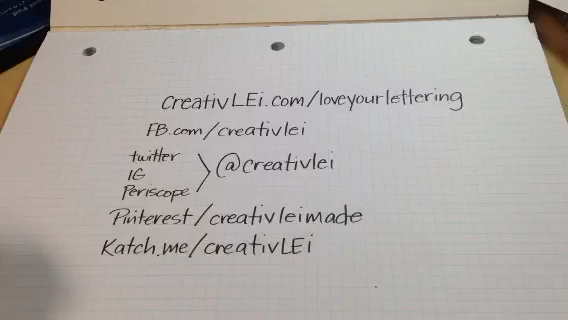 creativLEi.com/loveyourlettering
FB.com/creativlei
twitter
IG
Periscope
@creativlei
Pinterest/creativleimade
Katch.me/creativLEi